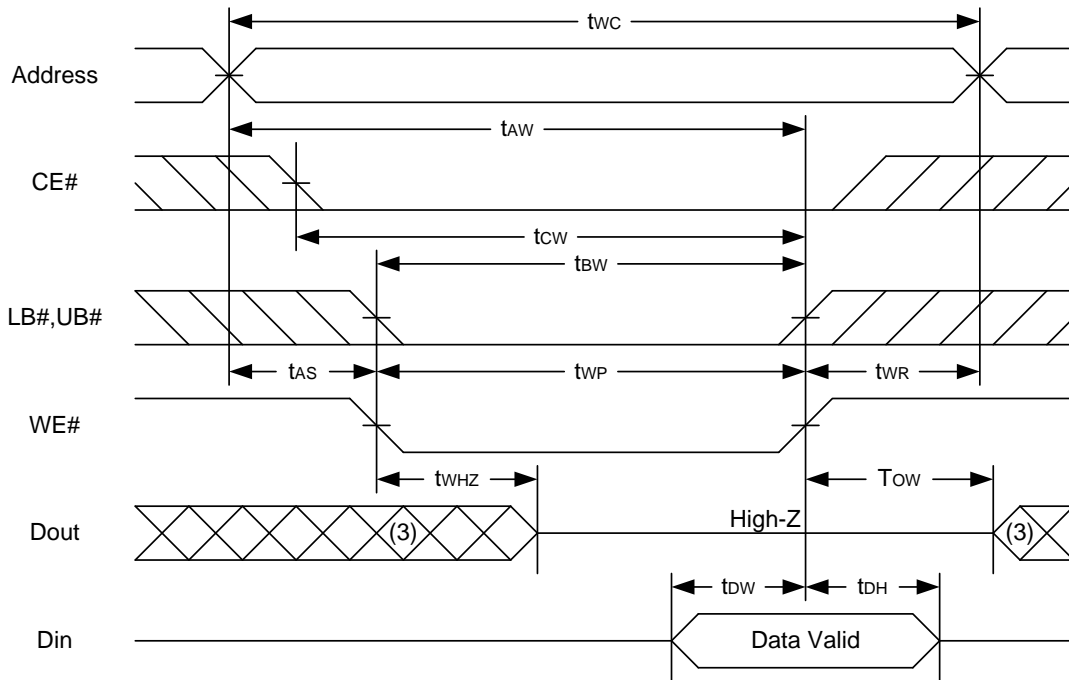 tWC
Address
tAW
CE#
tCW
tBW
LB#,UB#
tAS tWP tWR
WE#
tWHZ TOW
Dout (3) High-Z (3)
tDW tDH
Din Data Valid